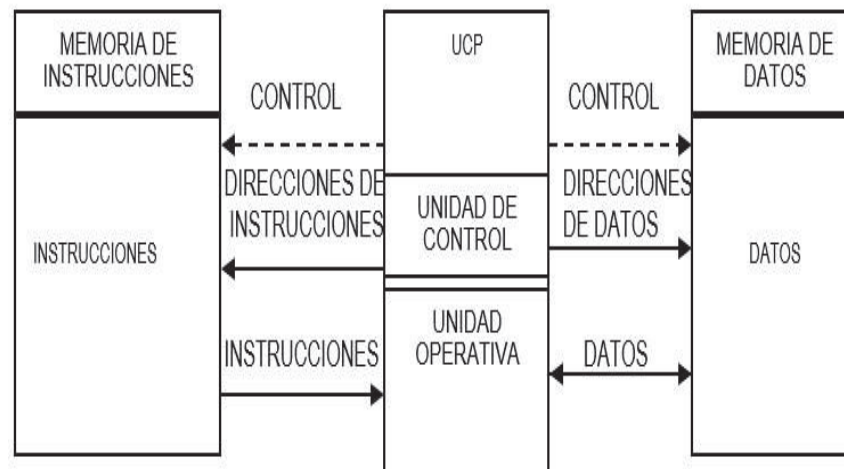 MEMORIA DE
INSTRUCCIONES
UCP
MEMORIA DE
DATOS
CONTROL
CONTROL
DIRECCIONES DE
INSTRUCCIONES
UNIDAD DE
CONTROL
DIRECCIONES
DE DATOS
INSTRUCCIONES
DATOS
UNIDAD
OPERATIVA
INSTRUCCIONES
DATOS